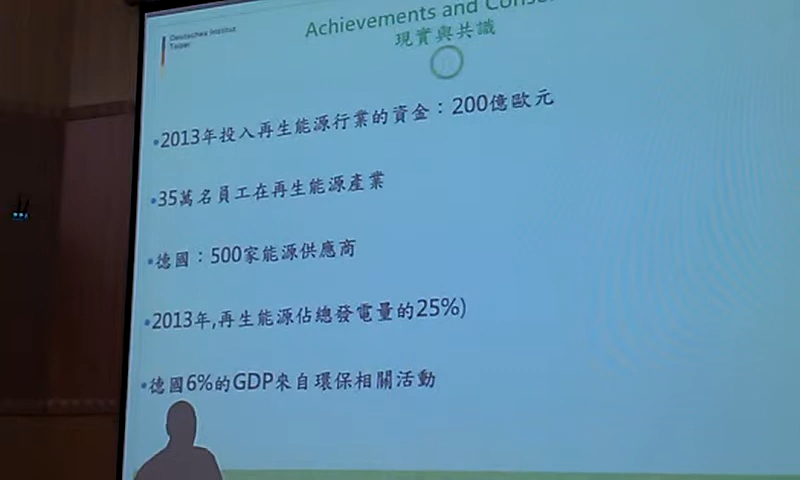 Deutsches Institut
Taipei
Achievements and
現實與共識
•2013年投入再生能源行業的資金：200億歐元
•35萬名員工在再生能源產業
•德國：500家能源供應商
•2013年,再生能源佔總發電量的25%)
•德國6%的GDP來自環保相關活動